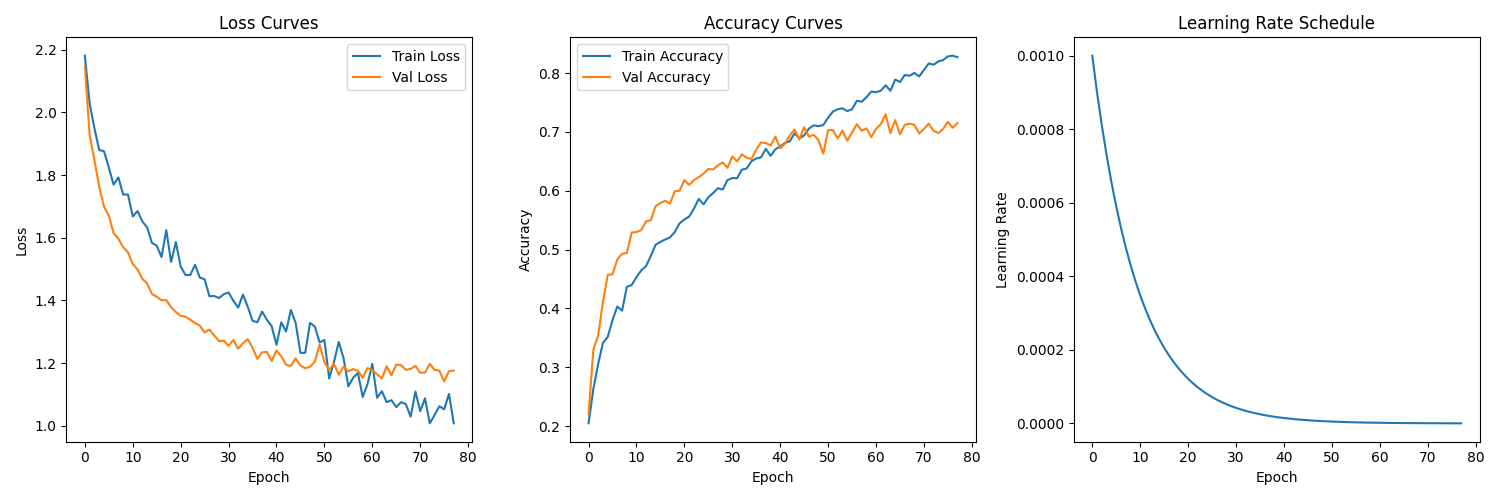 Loss Curves
2.2
2.0
1.8
1.6
1.4
1.2
1.0
Loss
0 10 20 30 40 50 60 70 80
Epoch
Train Loss
Val Loss
Accuracy Curves
0.8
0.7
0.6
0.5
0.4
0.3
0.2
Accuracy
0 10 20 30 40 50 60 70 80
Epoch
Train Accuracy
Val Accuracy
Learning Rate Schedule
0.0010
0.0008
0.0006
0.0004
0.0002
0.0000
Learning Rate
0 10 20 30 40 50 60 70 80
Epoch